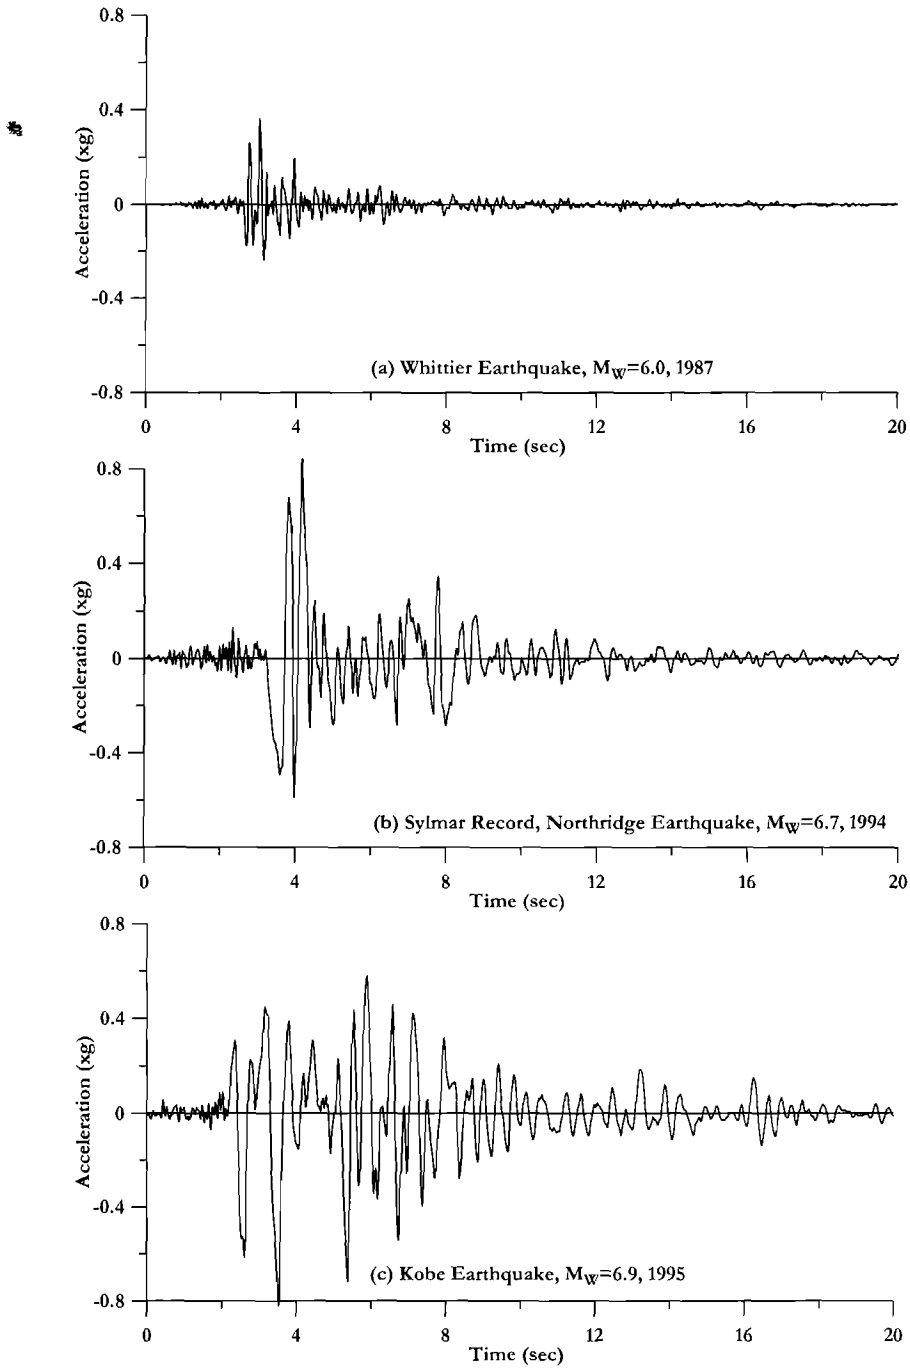 0.8
0.4
0
-0.4
-0.8
Acceleration (xg)
(a) Whittier Earthquake, MW=6.0, 1987
0 4 8 12 16 20
Time (sec)
0.8
0.4
0
-0.4
-0.8
Acceleration (xg)
(b) Sylmar Record, Northridge Earthquake, MW=6.7, 1994
0 4 8 12 16 20
Time (sec)
0.8
0.4
0
-0.4
-0.8
Acceleration (xg)
(c) Kobe Earthquake, MW=6.9, 1995
0 4 8 12 16 20
Time (sec)